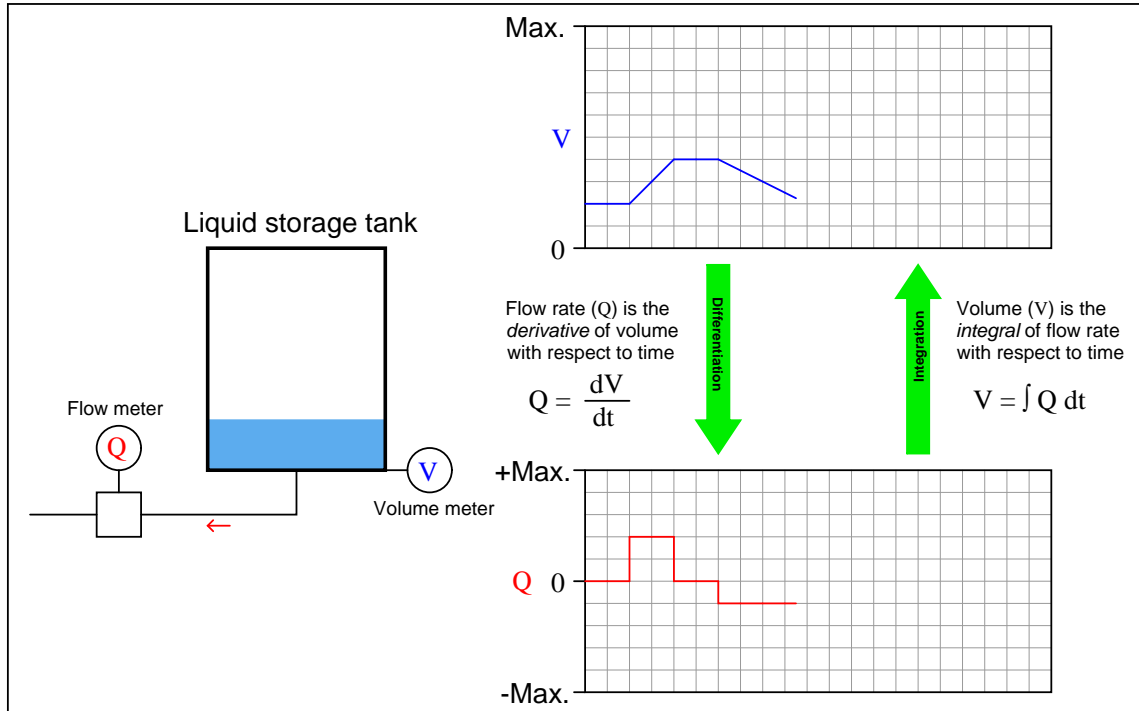 Max.
V
0
Liquid storage tank
Flow meter
Q
V
Volume meter
Flow rate (Q) is the
derivative of volume
with respect to time
Q = dV
dt
Differentiation
Integration
Volume (V) is the
integral of flow rate
with respect to time
V = ∫ Q dt
+Max.
Q 0
-Max.